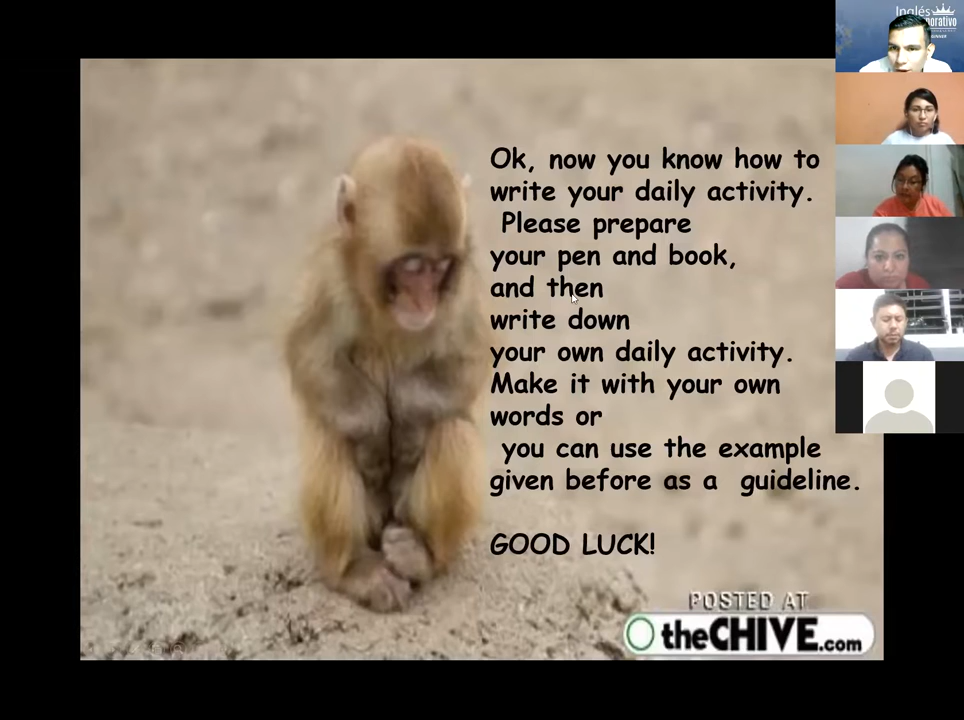 Ok, now you know how to
write your daily activity.
Please prepare
your pen and book,
and then
write down
your own daily activity.
Make it with your own
words or
you can use the example
given before as a guideline.
GOOD LUCK!
POSTED AT
theCHIVE.com
Inglés